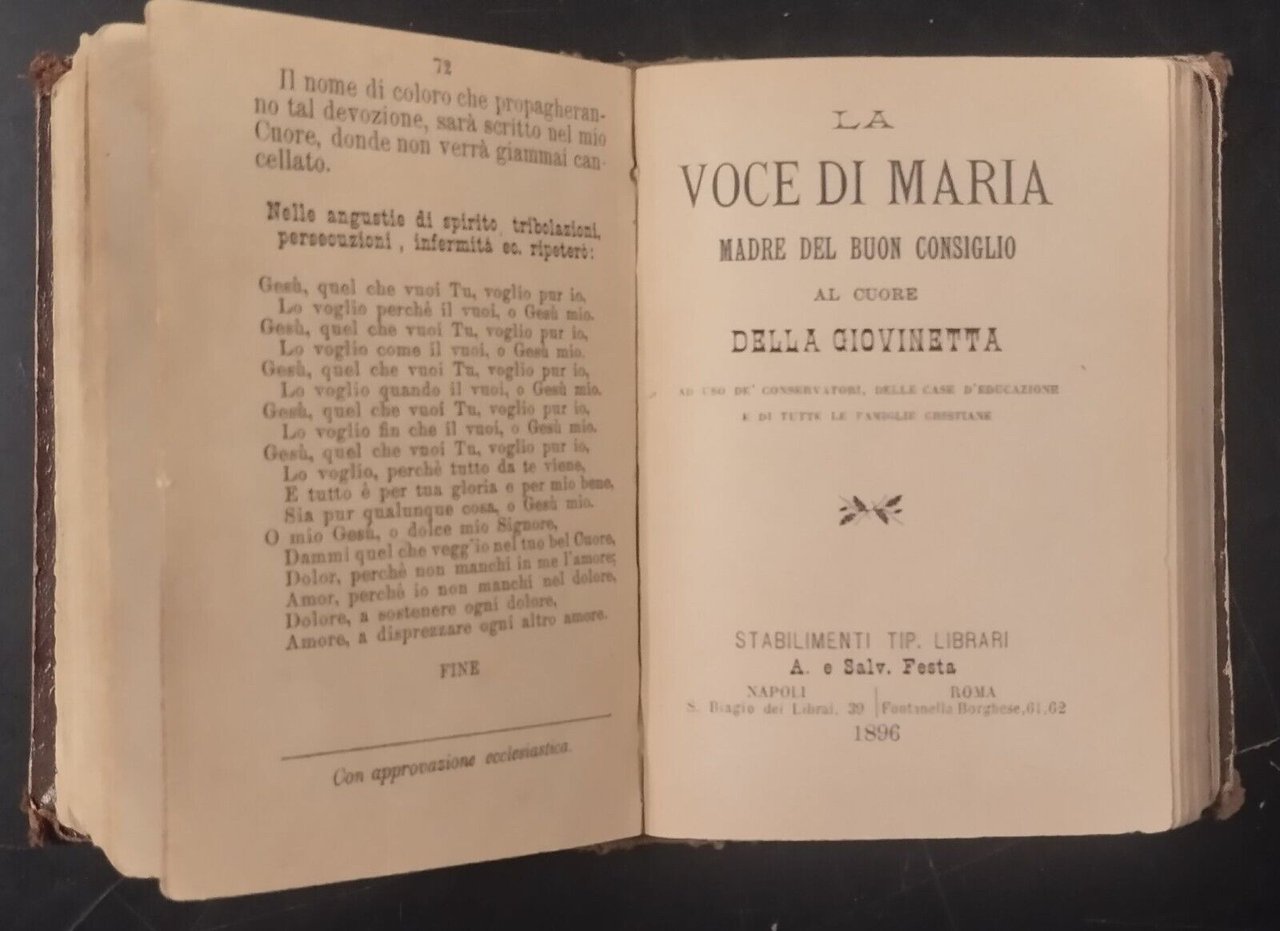 72
Il nome di coloro che propagheran-
no tal devozione, sarà scritto nel mio
Cuore, donde non verrà giammai can-
cellato.
Nelle angustie di spirito, tribolazioni,
persecuzioni, infermità ec. ripeterò:
Gesù, quel che vuoi Tu, voglio pur io,
Lo voglio perchè il vuoi, o Gesù mio.
Gesù, quel che vuoi Tu, voglio pur io,
Lo voglio come il vuoi, o Gesù mio.
Gesù, quel che vuoi Tu, voglio pur io,
Lo voglio quando il vuoi, o Gesù mio.
Gesù, quel che vuoi Tu, voglio pur io,
Lo voglio fin che il vuoi, o Gesù mio.
Gesù, quel che vuoi Tu, voglio pur io,
Lo voglio, perchè tutto da te viene,
E tutto è per tua gloria e per mio bene,
Sia pur qualunque cosa, o Gesù mio.
O mio Gesù, o dolce mio Signore,
Dammi quel che vegg'io nel tuo bel Cuore,
Dolor, perchè non manchi in me l'amore;
Amor, perchè io non manchi nel dolore,
Dolore, a sostenere ogni dolore,
Amore, a disprezzare ogni altro amore.
FINE
Con approvazione ecclesiastica.
LA
VOCE DI MARIA
MADRE DEL BUON CONSIGLIO
AL CUORE
DELLA GIOVINETTA
AD USO DE' CONSERVATORI, DELLE CASE D'EDUCAZIONE
E DI TUTTE LE FAMIGLIE CRISTIANE
STABILIMENTI TIP. LIBRARI
A. e Salv. Festa
NAPOLI | ROMA
S. Biagio dei Librai, 39 | Fontanella Borghese, 61, 62
1896